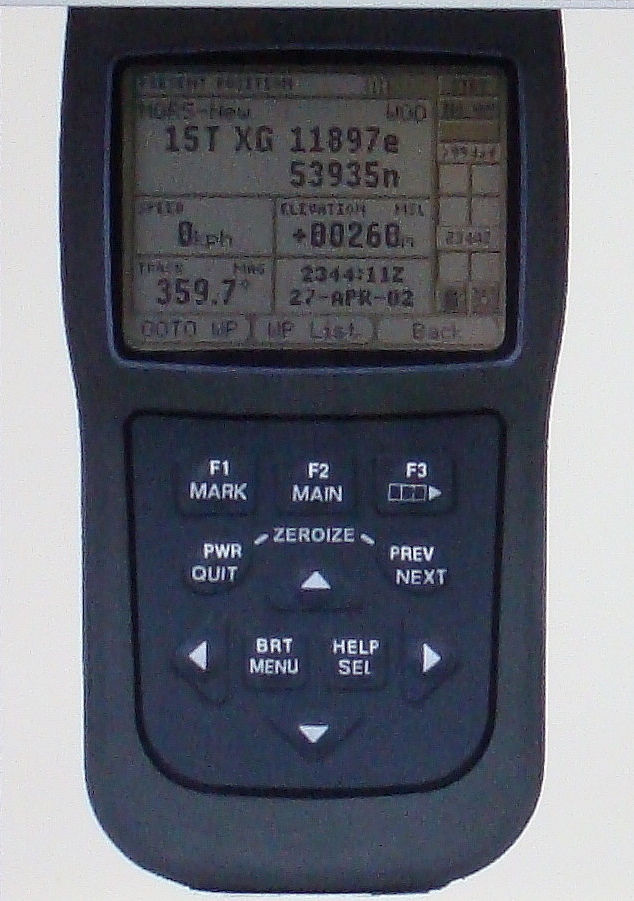 PRESENT POSITION
MGRS-New WGD
15T XG 11897e
53935n
SPEED
0kph
ELEVATION MSL
+00260m
TRACK MAG
359.7°
2344:11Z
27-APR-02
GOTO WP WP List Back
F1
MARK
F2
MAIN
F3
ZEROIZE
PWR
QUIT
PREV
NEXT
BRT
MENU
HELP
SEL